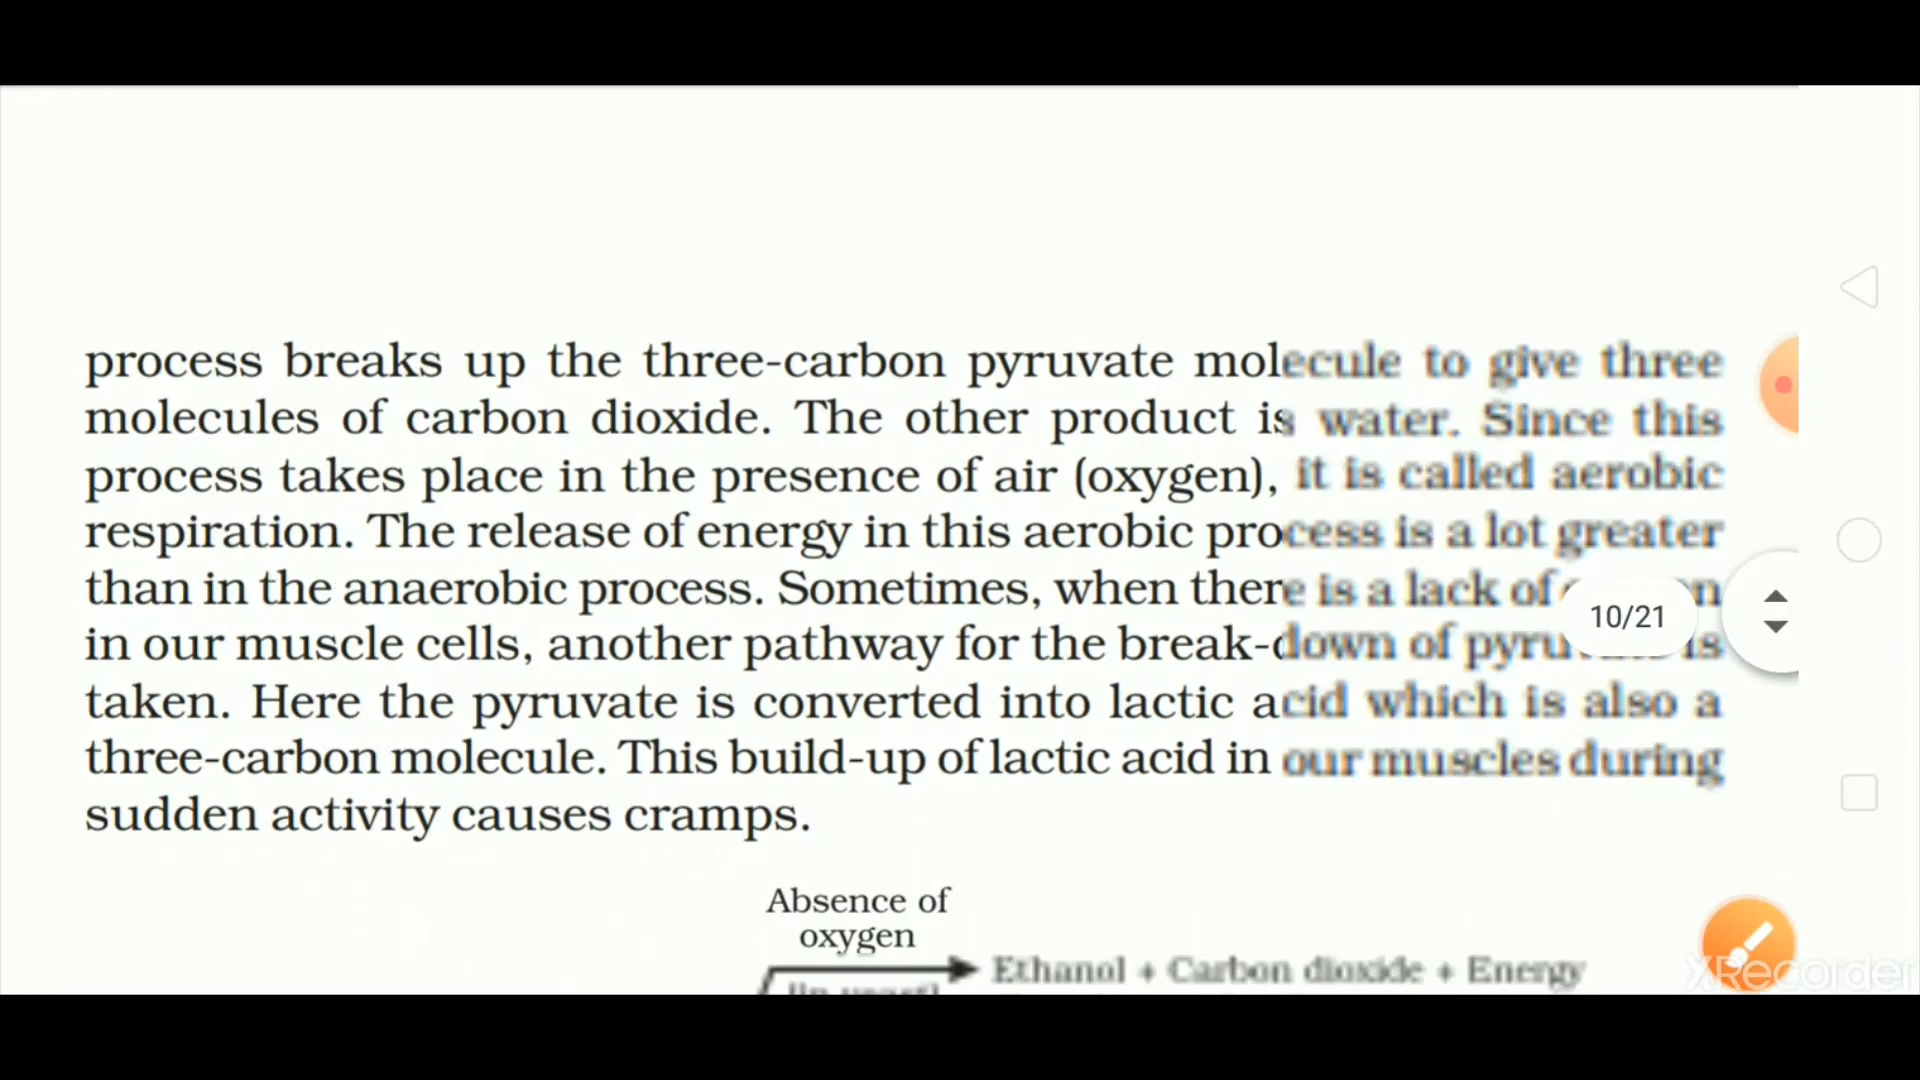 process breaks up the three-carbon pyruvate molecule to give three
molecules of carbon dioxide. The other product is water. Since this
process takes place in the presence of air (oxygen), it is called aerobic
respiration. The release of energy in this aerobic process is a lot greater
than in the anaerobic process. Sometimes, when there is a lack of
10/21
in our muscle cells, another pathway for the break-down of is
taken. Here the pyruvate is converted into lactic acid which is also a
three-carbon molecule. This build-up of lactic acid in our muscles during
sudden activity causes cramps.
Absence of
oxygen
Ethanol + Carbon dioxide + Energy
XRecorder